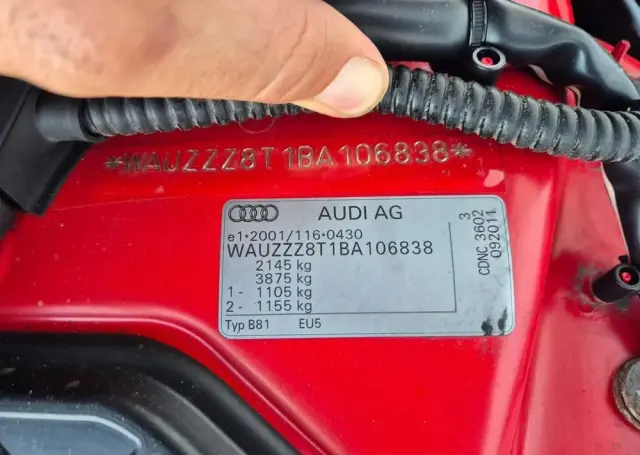 *WAUZZZ8T1BA106838*
AUDI AG
e1*2001/116*0430
WAUZZZ8T1BA106838
2145 kg
3875 kg
1- 1105 kg
2- 1155 kg
Typ B81 EU5
3
CDNC 3602
092011